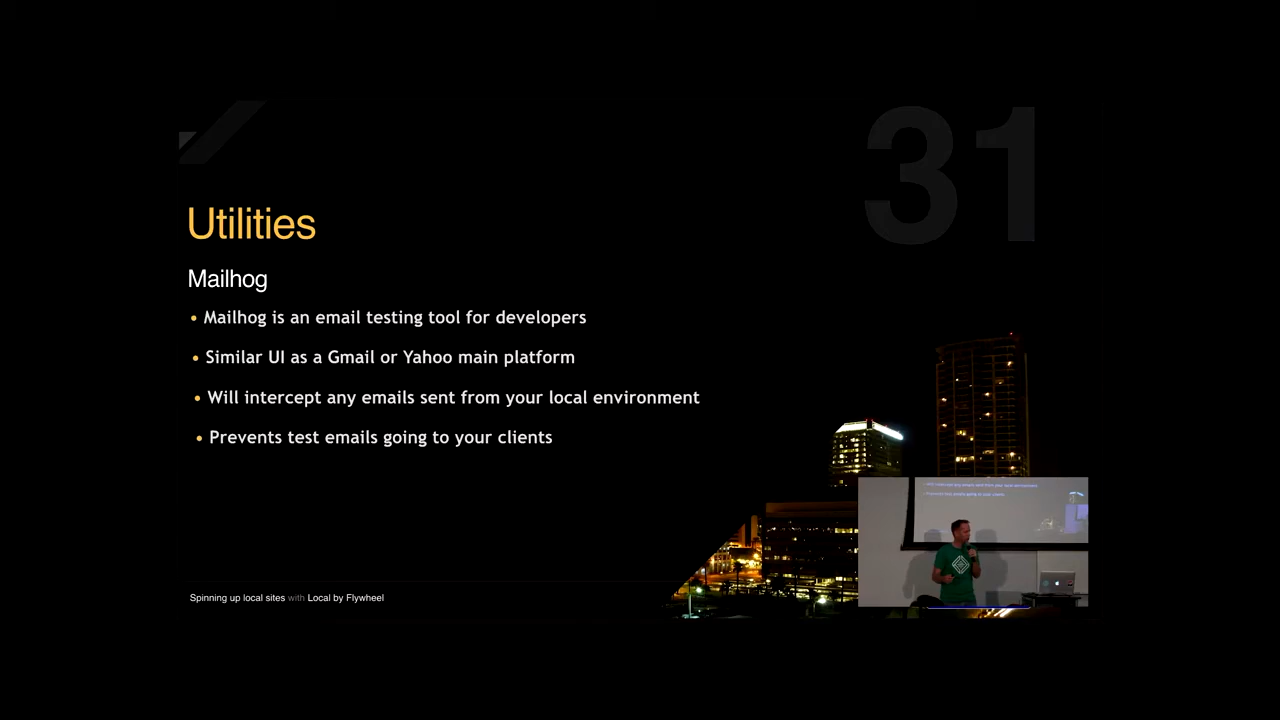 31
Utilities
Mailhog
• Mailhog is an email testing tool for developers
• Similar UI as a Gmail or Yahoo main platform
• Will intercept any emails sent from your local environment
• Prevents test emails going to your clients
Spinning up local sites with Local by Flywheel